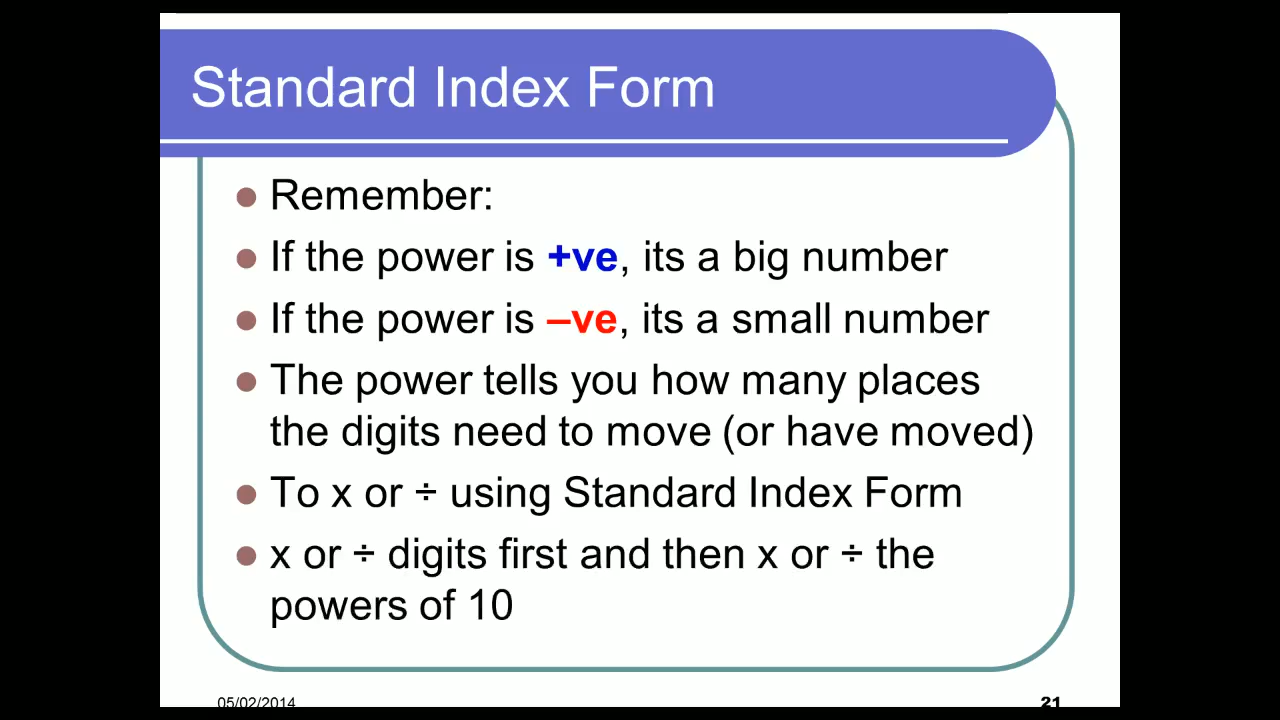 Standard Index Form
Remember:
If the power is +ve, its a big number
If the power is –ve, its a small number
The power tells you how many places
the digits need to move (or have moved)
To x or ÷ using Standard Index Form
x or ÷ digits first and then x or ÷ the
powers of 10
05/02/2014
21